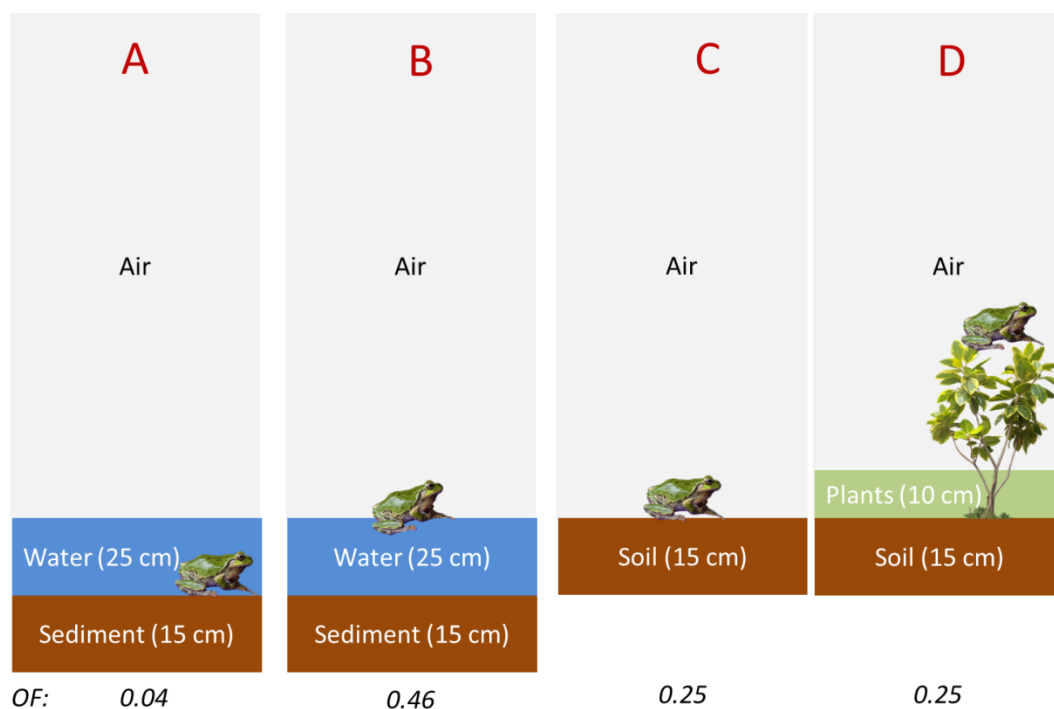 A
B
C
D
Air
Air
Air
Air
Water (25 cm)
Water (25 cm)
Soil (15 cm)
Plants (10 cm)
Soil (15 cm)
Sediment (15 cm)
Sediment (15 cm)
OF: 0.04 0.46 0.25 0.25